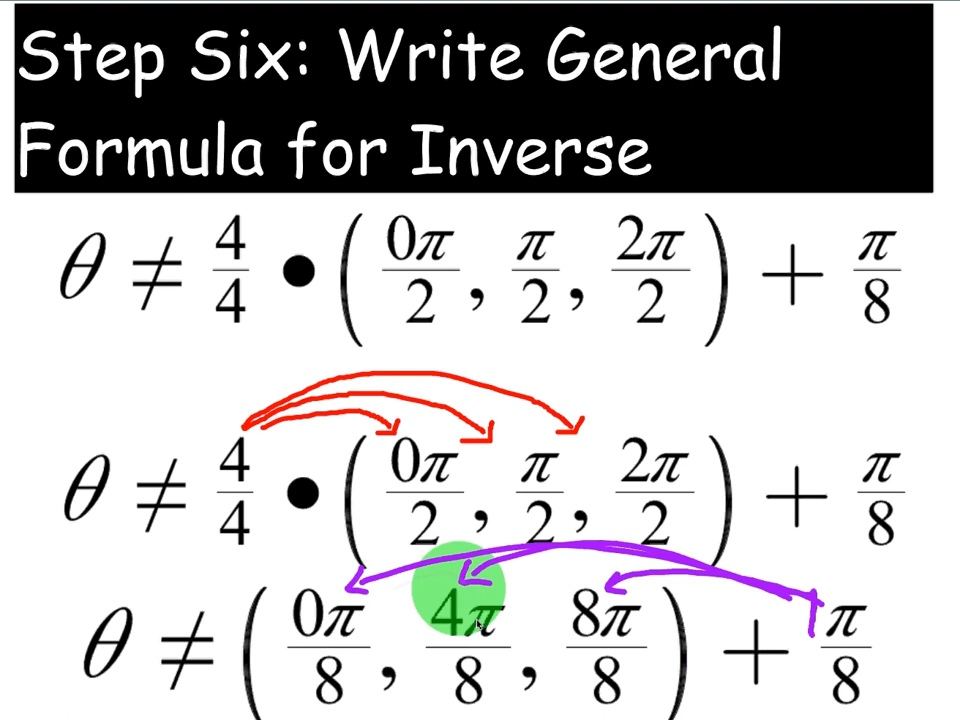 Step Six: Write General
Formula for Inverse
θ ≠ 4/4 • (0π/2, π/2, 2π/2) + π/8
θ ≠ 4/4 • (0π/2, π/2, 2π/2) + π/8
θ ≠ (0π/8, 4π/8, 8π/8) + π/8